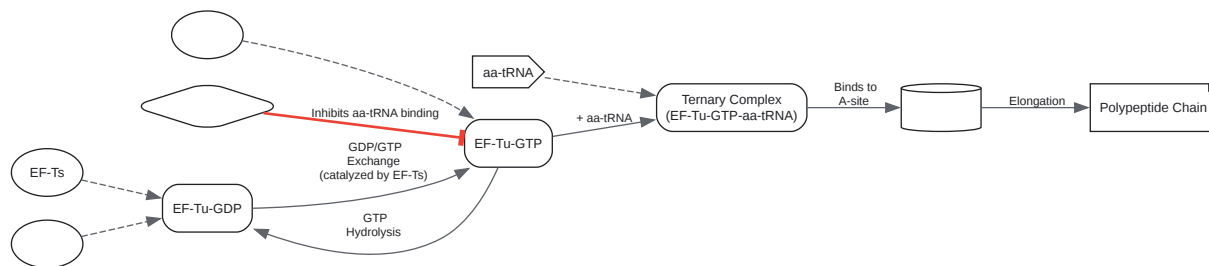 aa-tRNA
Inhibits aa-tRNA binding
Ternary Complex
(EF-Tu-GTP-aa-tRNA)
Binds to
A-site
Elongation
Polypeptide Chain
+ aa-tRNA
EF-Tu-GTP
GDP/GTP
Exchange
(catalyzed by EF-Ts)
EF-Ts
EF-Tu-GDP
GTP
Hydrolysis